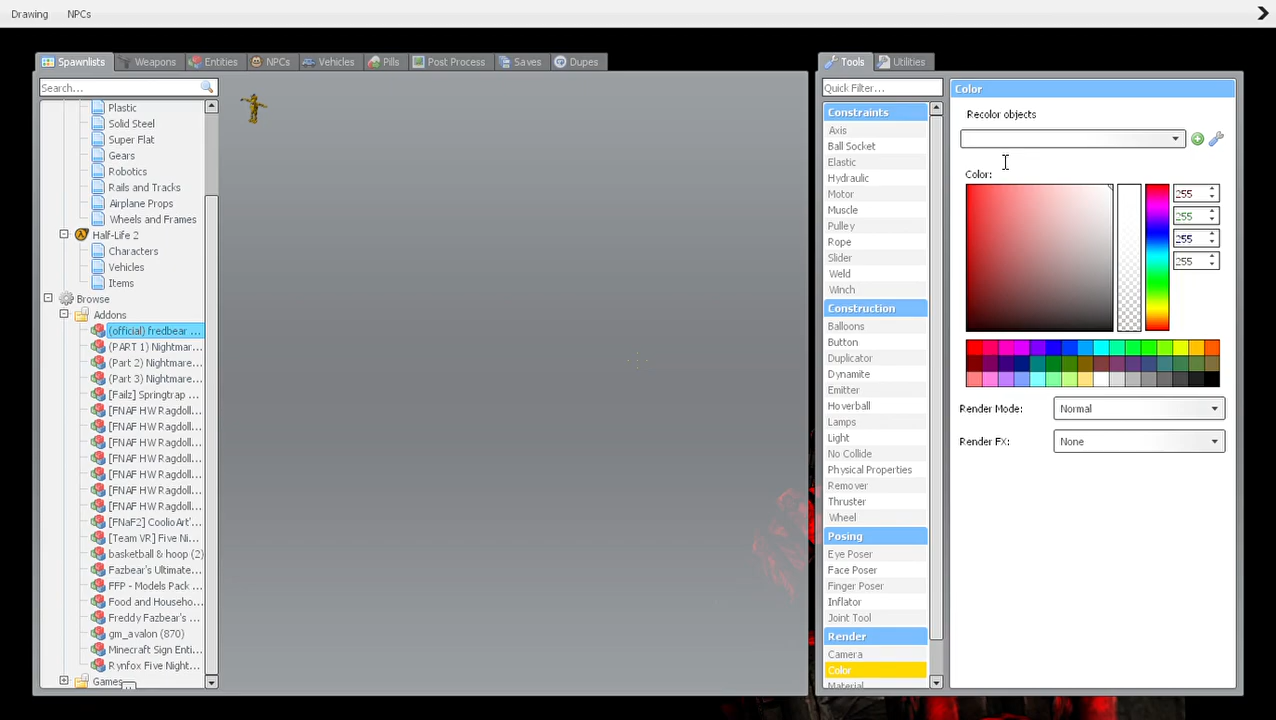 Drawing NPCs
Spawnlists Weapons Entities NPCs Vehicles Pills Post Process Saves Dupes
Search...
Plastic
Solid Steel
Super Flat
Gears
Robotics
Rails and Tracks
Airplane Props
Wheels and Frames
Half-Life 2
Characters
Vehicles
Items
Browse
Addons
(official) fredbear ...
(PART 1) Nightmar...
(Part 2) Nightmare...
(Part 3) Nightmare...
[Failz] Springtrap ...
[FNAF HW Ragdoll...
[FNAF HW Ragdoll...
[FNAF HW Ragdoll...
[FNAF HW Ragdoll...
[FNAF HW Ragdoll...
[FNAF HW Ragdoll...
[FNAF HW Ragdoll...
[FNaF2] CoolioArt'...
[Team VR] Five Ni...
basketball & hoop (2)
Fazbear's Ultimate...
FFP - Models Pack ...
Food and Househo...
Freddy Fazbear's ...
gm_avalon (870)
Minecraft Sign Enti...
Rynfox Five Night...
Games
Tools Utilities
Quick Filter...
Constraints
Axis
Ball Socket
Elastic
Hydraulic
Motor
Muscle
Pulley
Rope
Slider
Weld
Winch
Construction
Balloons
Button
Duplicator
Dynamite
Emitter
Hoverball
Lamps
Light
No Collide
Physical Properties
Remover
Thruster
Wheel
Posing
Eye Poser
Face Poser
Finger Poser
Inflator
Joint Tool
Render
Camera
Color
Material
Color
Recolor objects
Color:
255
255
255
255
Render Mode: Normal
Render FX: None